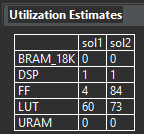 Utilization Estimates
sol1 sol2
BRAM_18K 0 0
DSP 1 1
FF 4 84
LUT 60 73
URAM 0 0